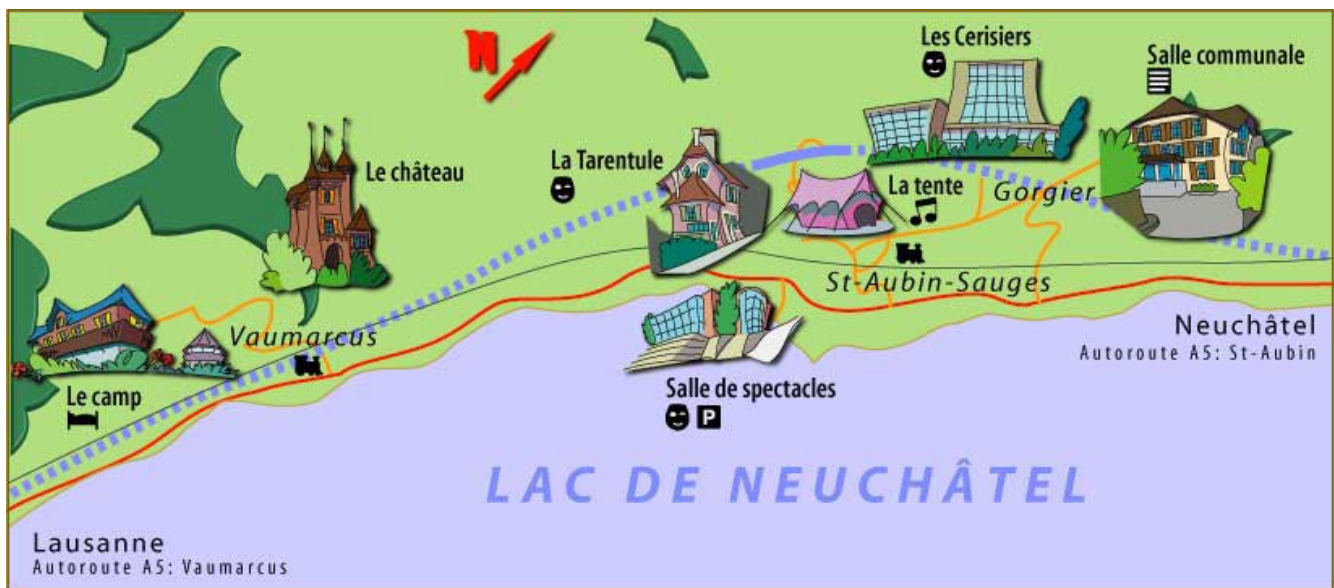 N
Les Cerisiers
Salle communale
Le château
La Tarentule
La tente
Gorgier
St-Aubin-Sauges
Vaumarcus
Neuchâtel
Autoroute A5: St-Aubin
Le camp
Salle de spectacles
P
LAC DE NEUCHÂTEL
Lausanne
Autoroute A5: Vaumarcus